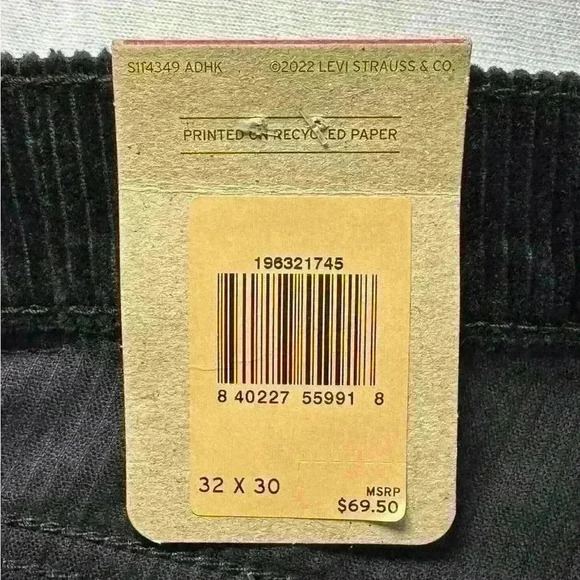 S1T4349 ADHK ©2022 LEVI STRAUSS & CO.
PRINTED ON RECYCLED PAPER
196321745
8 40227 55991 8
32 X 30
MSRP
$69.50